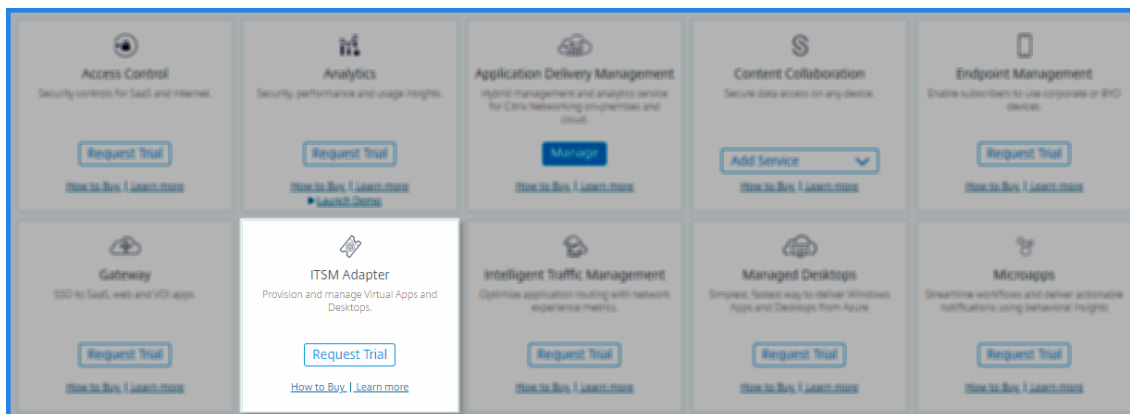 Access Control
Security controls for SaaS and Internet.
Request Trial
How to Buy | Learn more
Analytics
Security, performance and usage insights.
Request Trial
How to Buy | Learn more
Launch Demo
Application Delivery Management
Hybrid management and analytics service
for Citrix Networking on-premises and
cloud.
Manage
How to Buy | Learn more
Content Collaboration
Secure data access on any device.
Add Service
How to Buy | Learn more
Endpoint Management
Enable subscribers to use corporate or BYO
devices.
Request Trial
How to Buy | Learn more
Gateway
SSO to SaaS, web and VDI apps.
Request Trial
How to Buy | Learn more
ITSM Adapter
Provision and manage Virtual Apps and
Desktops.
Request Trial
How to Buy | Learn more
Intelligent Traffic Management
Optimize application routing with network
experience metrics.
Request Trial
How to Buy | Learn more
Managed Desktops
Simplest, fastest way to deliver Windows
Apps and Desktops from Azure
Request Trial
How to Buy | Learn more
Microapps
Streamline workflows and deliver actionable
notifications using behavioral insights
Request Trial
How to Buy | Learn more